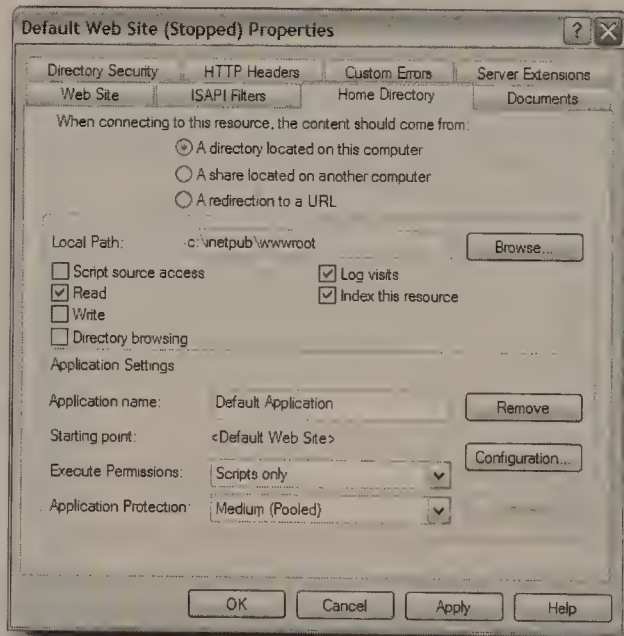 Default Web Site (Stopped) Properties
Directory Security HTTP Headers Custom Errors Server Extensions
Web Site ISAPI Filters Home Directory Documents
When connecting to this resource, the content should come from:
A directory located on this computer
A share located on another computer
A redirection to a URL
Local Path: c:\inetpub\wwwroot Browse...
Script source access Log visits
Read Index this resource
Write
Directory browsing
Application Settings
Application name: Default Application Remove
Starting point: <Default Web Site>
Configuration...
Execute Permissions: Scripts only
Application Protection: Medium (Pooled)
OK Cancel Apply Help